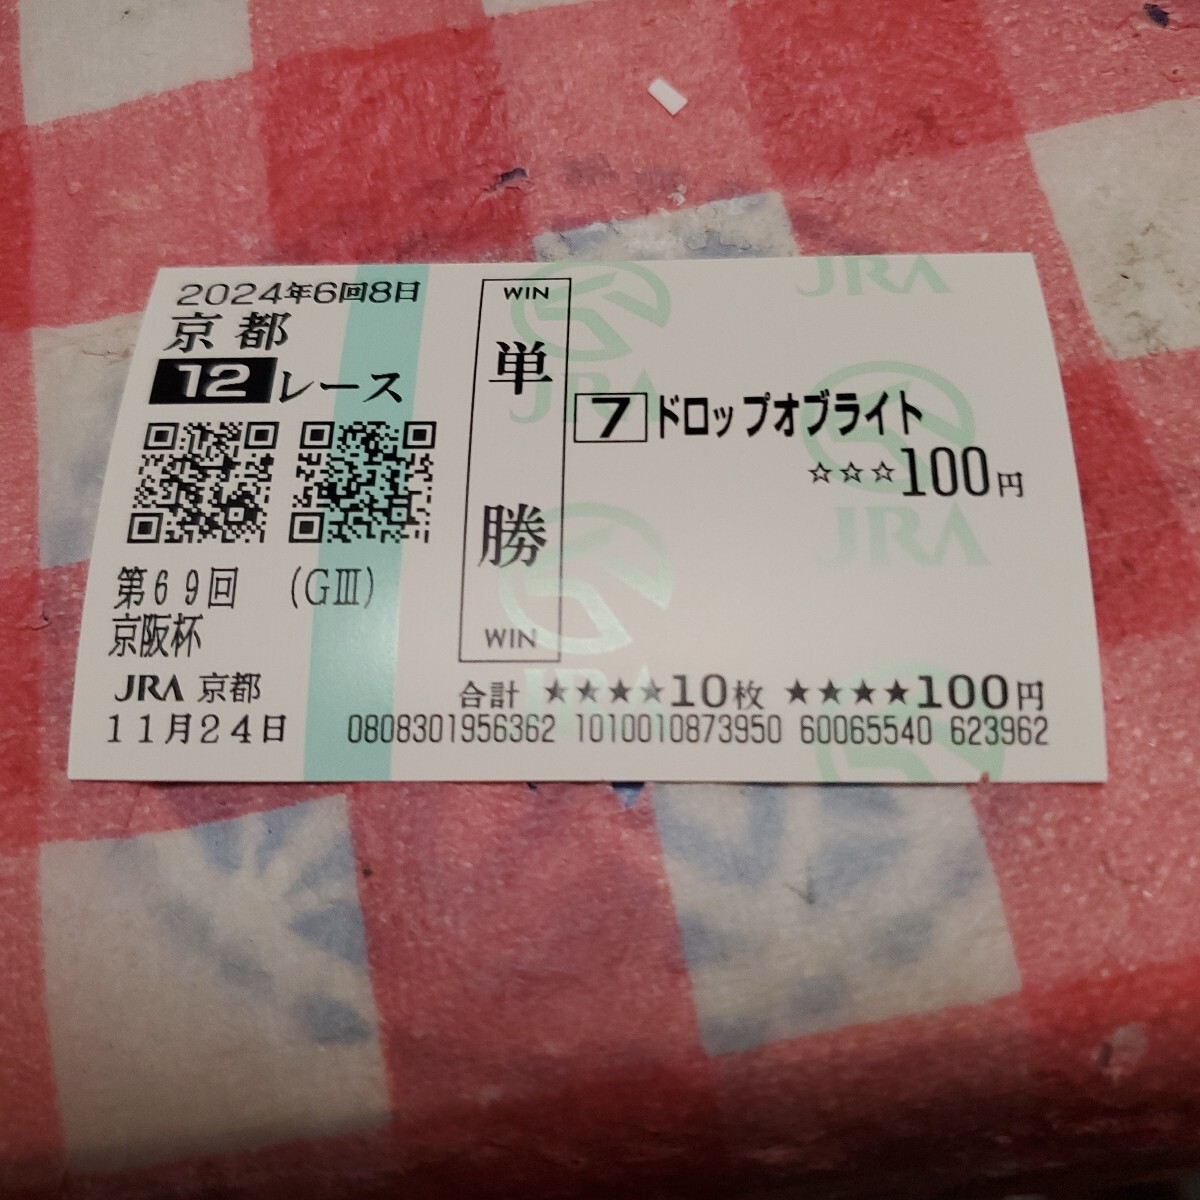 2024年6回8日
京都
12レース
第69回 (GⅢ)
京阪杯
JRA 京都
11月24日
WIN
単勝
WIN
7 ドロップオブライト
☆☆☆100円
合計 ★★★★10枚 ★★★★100円
0808301956362 1010010873950 60065540 623962
JRA
JRA
JRA
JRA